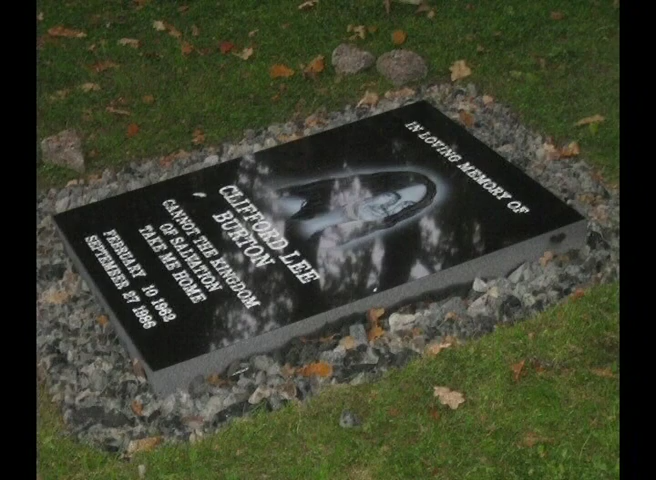 IN LOVING MEMORY OF
CLIFFORD LEE
BURTON
CANNOT THE KINGDOM
OF SALVATION
TAKE ME HOME
FEBRUARY 10 1962
SEPTEMBER 27 1986